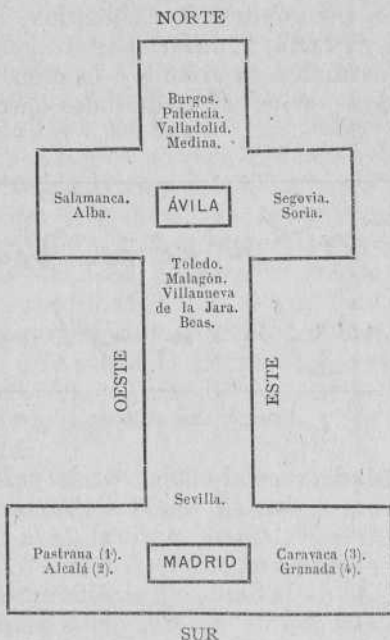 NORTE
Burgos.
Palencia.
Valladolid.
Medina.
Salamanca.
Alba.
ÁVILA
Segovia.
Soria.
Toledo.
Malagón.
Villanueva
de la Jara.
Beas.
OESTE
ESTE
Sevilla.
Pastrana (1).
Alcalá (2).
MADRID
Caravaca (3).
Granada (4).
SUR